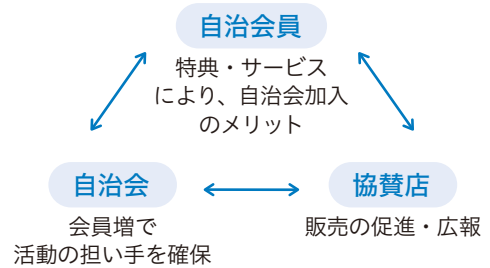 自治会員
特典・サービス
により、自治会加入
のメリット
自治会
会員増で
活動の担い手を確保
協賛店
販売の促進・広報